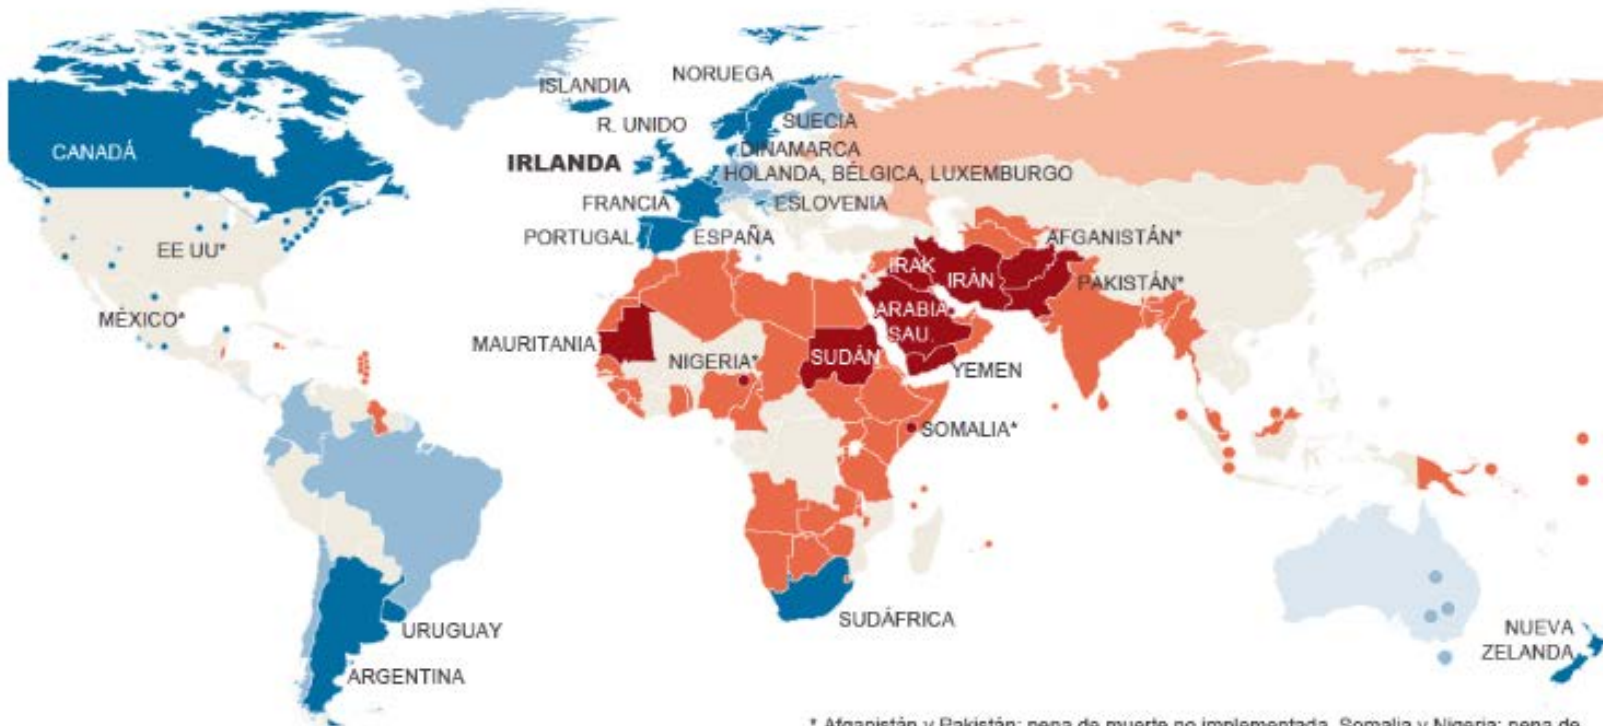 NORUEGA
ISLANDIA
R. UNIDO
SUECIA
CANADÁ
DINAMARCA
IRLANDA
HOLANDA, BÉLGICA, LUXEMBURGO
FRANCIA
ESLOVENIA
PORTUGAL
ESPAÑA
EE UU*
AFGANISTÁN*
IRAK
IRÁN
PAKISTÁN*
MÉXICO*
ARABIA
SAU.
MAURITANIA
NIGERIA*
SUDÁN
YEMEN
SOMALIA*
SUDÁFRICA
URUGUAY
ARGENTINA
NUEVA
ZELANDA
* Afganistán y Pakistán: pena de muerte no implementada. Somalia y Nigeria: pena de